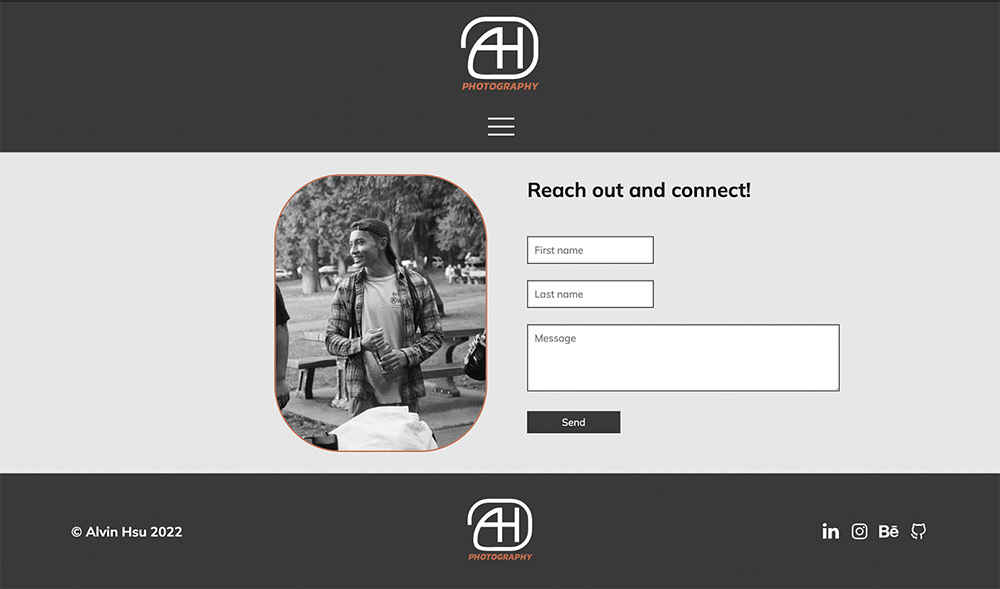 AH
PHOTOGRAPHY
Reach out and connect!
First name
Last name
Message
Send
© Alvin Hsu 2022
AH
PHOTOGRAPHY
in
Bē